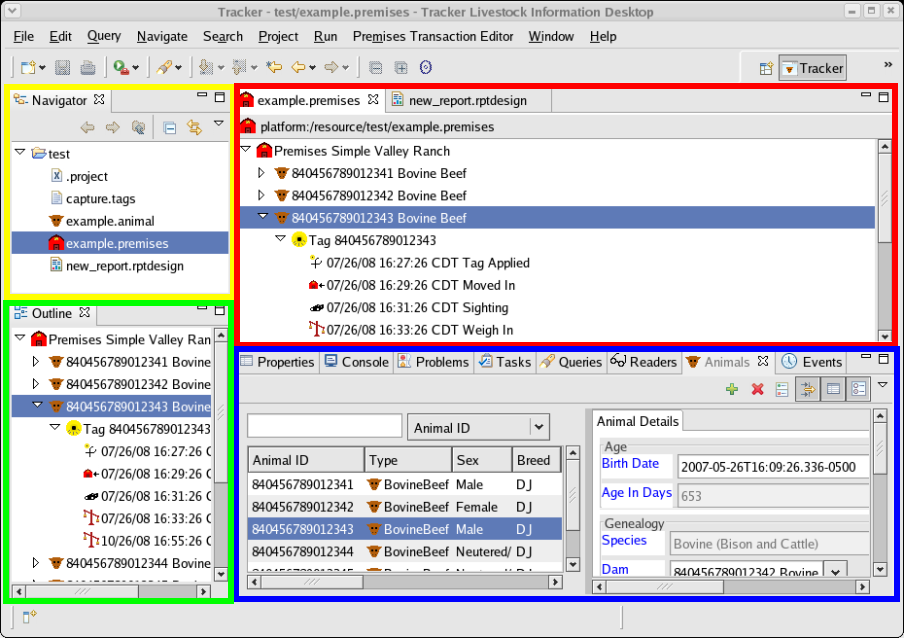 Tracker - test/example.premises - Tracker Livestock Information Desktop
File Edit Query Navigate Search Project Run Premises Transaction Editor Window Help
Tracker
Navigator
test
.project
capture.tags
example.animal
example.premises
new_report.rptdesign
example.premises new_report.rptdesign
platform:/resource/test/example.premises
Premises Simple Valley Ranch
840456789012341 Bovine Beef
840456789012342 Bovine Beef
840456789012343 Bovine Beef
Tag 840456789012343
07/26/08 16:27:26 CDT Tag Applied
07/26/08 16:29:26 CDT Moved In
07/26/08 16:31:26 CDT Sighting
07/26/08 16:33:26 CDT Weigh In
Outline
Premises Simple Valley Ran
840456789012341 Bovine
840456789012342 Bovine
840456789012343 Bovine
Tag 840456789012343
07/26/08 16:27:26 C
07/26/08 16:29:26 C
07/26/08 16:31:26 C
07/26/08 16:33:26 C
10/26/08 16:55:26 C
840456789012344 Bovine
Properties Console Problems Tasks Queries Readers Animals Events
Animal ID
Animal ID Type Sex Breed
840456789012341 BovineBeef Male DJ
840456789012342 BovineBeef Female DJ
840456789012343 BovineBeef Male DJ
840456789012344 BovineBeef Neutered/ DJ
Animal Details
Age
Birth Date 2007-05-26T16:09:26.336-0500
Age In Days 653
Genealogy
Species Bovine (Bison and Cattle)
Dam 840456789012342 Bovine